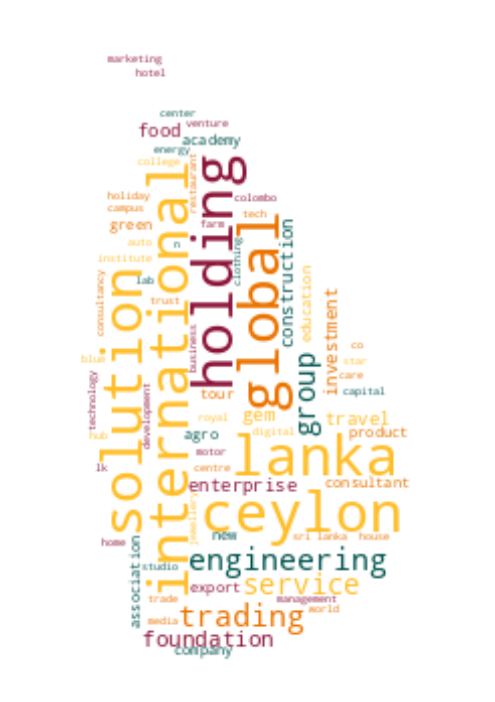 marketing
hotel
center
venture
food
academy
energy
college
restaurant
international
holding
holiday
colombo
campus
tech
green
farm
global
construction
auto
n
clothing
institute
lab
education
solution
consultancy
trust
investment
business
co
blue
star
group
care
technology
development
tour
capital
gem
royal
travel
hub
agro
digital
product
motor
lanka
lk
centre
enterprise
consultant
jewellery
ceylon
home
new
sri lanka
house
association
engineering
studio
export
service
trade
management
world
media
trading
foundation
company